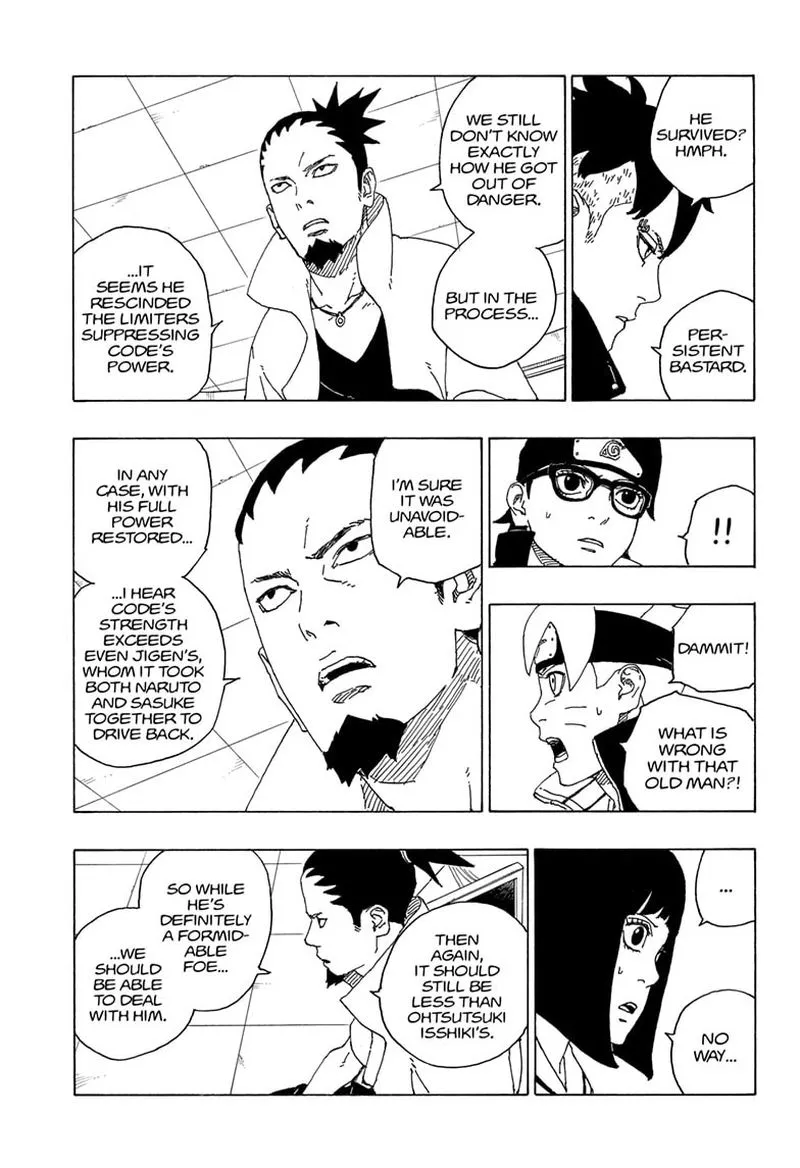 HE
SURVIVED?
HMPH.
PER-
SISTENT
BASTARD.
WE STILL
DON'T KNOW
EXACTLY
HOW HE GOT
OUT OF
DANGER.
BUT IN THE
PROCESS...
...IT
SEEMS HE
RESCINDED
THE LIMITERS
SUPPRESSING
CODE'S
POWER.
!!
DAMMIT!
WHAT IS
WRONG
WITH THAT
OLD MAN?!
I'M SURE
IT WAS
UNAVOID-
ABLE.
IN ANY
CASE, WITH
HIS FULL
POWER
RESTORED...
...I HEAR
CODE'S
STRENGTH
EXCEEDS
EVEN JIGEN'S,
WHOM IT TOOK
BOTH NARUTO
AND SASUKE
TOGETHER TO
DRIVE BACK.
...
NO
WAY...
THEN
AGAIN,
IT SHOULD
STILL BE
LESS THAN
OHTSUTSUKI
ISSHIKI'S.
SO WHILE
HE'S
DEFINITELY
A FORMID-
ABLE
FOE...
...WE
SHOULD
BE ABLE
TO DEAL
WITH HIM.